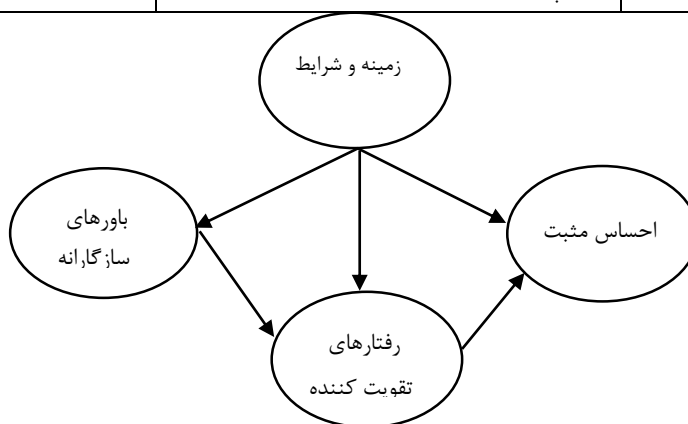 زمینه و شرایط
باورهای
سازگارانه
احساس مثبت
رفتارهای
تقویت کننده